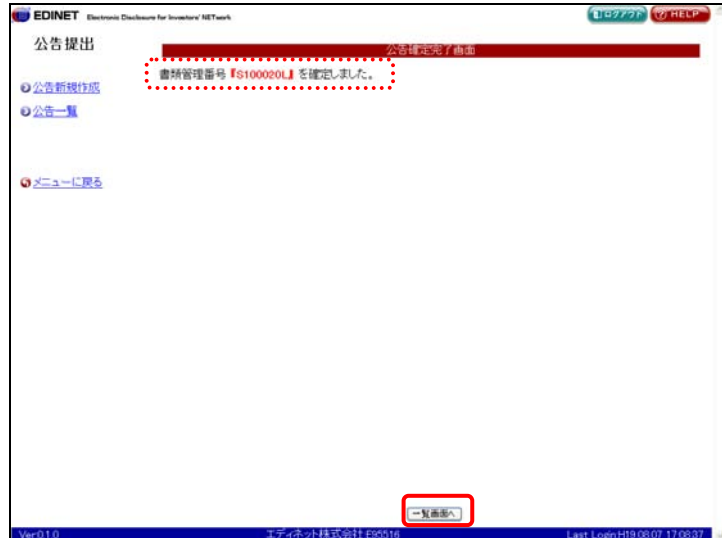 EDINET Electronic Disclosure for Investors' NETwork
ログアウト
HELP
公告提出
公告確定完了画面
書類管理番号『S100020L』を確定しました。
公告新規作成
公告一覧
メニューに戻る
一覧画面へ
Ver.0.1.0
エディネット株式会社 E95516
Last Login:H19.08.07 17:08:37